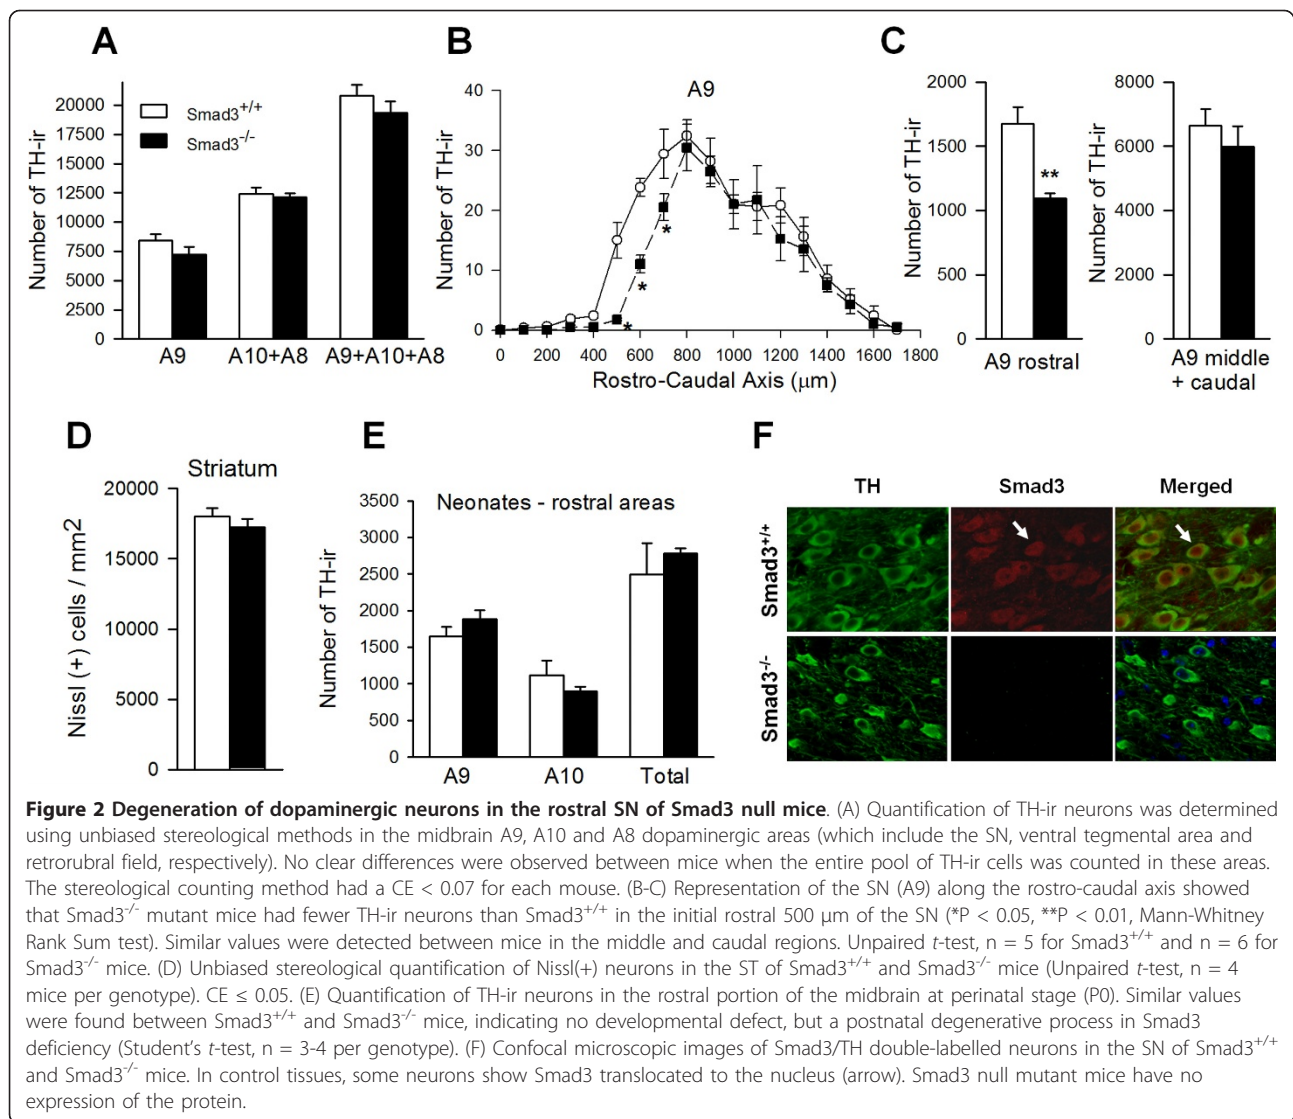 A
Number of TH-ir
20000
17500
15000
12500
10000
7500
5000
2500
0
Smad3+/+
Smad3-/-
A9
A10+A8
A9+A10+A8
B
A9
Number of TH-ir
40
30
20
10
0
*
*
*
0
200
400
600
800
1000
1200
1400
1600
1800
Rostro-Caudal Axis (µm)
C
Number of TH-ir
2000
1500
1000
500
0
**
A9 rostral
Number of TH-ir
8000
6000
4000
2000
0
A9 middle
+ caudal
D
Striatum
Nissl (+) cells / mm2
20000
15000
10000
5000
0
E
Neonates - rostral areas
Number of TH-ir
3500
3000
2500
2000
1500
1000
500
0
A9
A10
Total
F
TH
Smad3
Merged
Smad3+/+
Smad3-/-
Figure 2 Degeneration of dopaminergic neurons in the rostral SN of Smad3 null mice. (A) Quantification of TH-ir neurons was determined
using unbiased stereological methods in the midbrain A9, A10 and A8 dopaminergic areas (which include the SN, ventral tegmental area and
retrorubral field, respectively). No clear differences were observed between mice when the entire pool of TH-ir cells was counted in these areas.
The stereological counting method had a CE < 0.07 for each mouse. (B-C) Representation of the SN (A9) along the rostro-caudal axis showed
that Smad3-/- mutant mice had fewer TH-ir neurons than Smad3+/+ in the initial rostral 500 µm of the SN (*P < 0.05, **P < 0.01, Mann-Whitney
Rank Sum test). Similar values were detected between mice in the middle and caudal regions. Unpaired t-test, n = 5 for Smad3+/+ and n = 6 for
Smad3-/- mice. (D) Unbiased stereological quantification of Nissl(+) neurons in the ST of Smad3+/+ and Smad3-/- mice (Unpaired t-test, n = 4
mice per genotype). CE ≤ 0.05. (E) Quantification of TH-ir neurons in the rostral portion of the midbrain at perinatal stage (P0). Similar values
were found between Smad3+/+ and Smad3-/- mice, indicating no developmental defect, but a postnatal degenerative process in Smad3
deficiency (Student's t-test, n = 3-4 per genotype). (F) Confocal microscopic images of Smad3/TH double-labelled neurons in the SN of Smad3+/+
and Smad3-/- mice. In control tissues, some neurons show Smad3 translocated to the nucleus (arrow). Smad3 null mutant mice have no
expression of the protein.